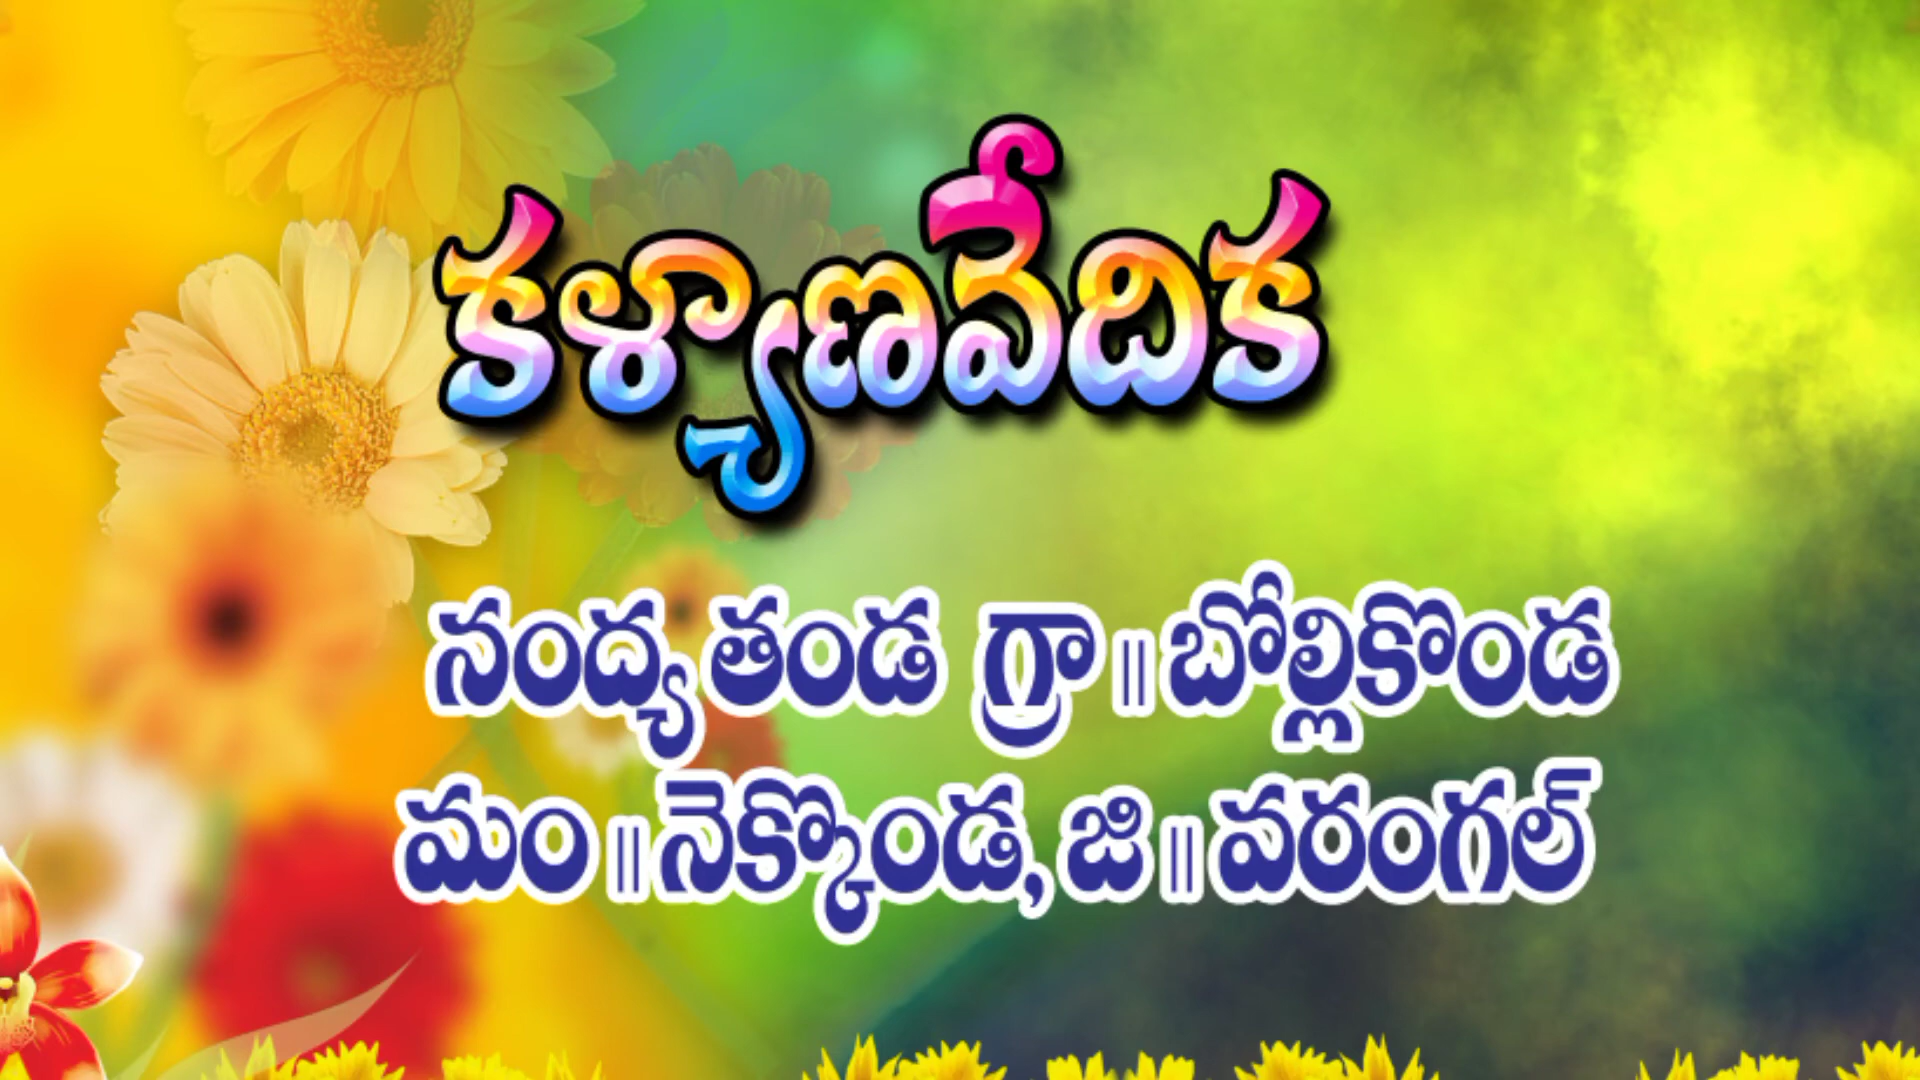 కళ్యాణవేదిక
నంద్య తండ గ్రా॥ బోల్లికొండ
మం॥ నెక్కొండ, జి॥ వరంగల్